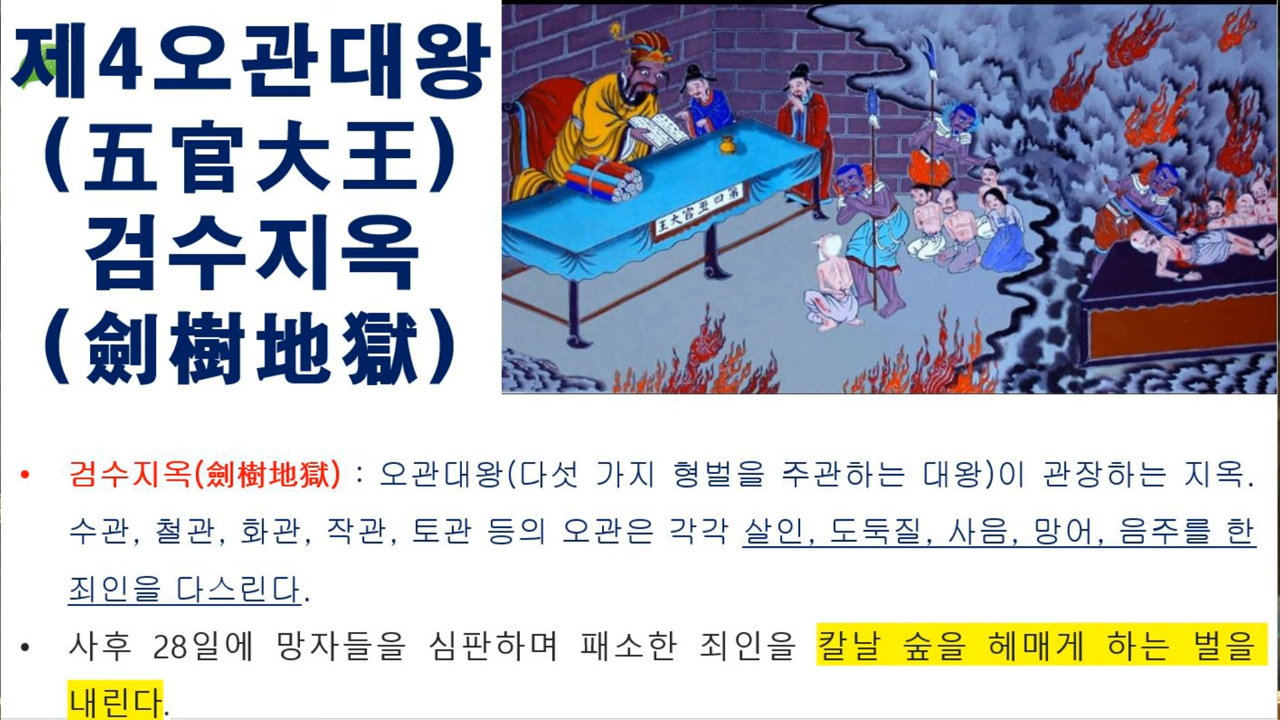 제4오관대왕
(五官大王)
검수지옥
(劍樹地獄)
王大官五四第
• 검수지옥(劍樹地獄) : 오관대왕(다섯 가지 형벌을 주관하는 대왕)이 관장하는 지옥.
수관, 철관, 화관, 작관, 토관 등의 오관은 각각 살인, 도둑질, 사음, 망어, 음주를 한
죄인을 다스린다.
• 사후 28일에 망자들을 심판하며 패소한 죄인을 칼날 숲을 헤매게 하는 벌을
내린다.